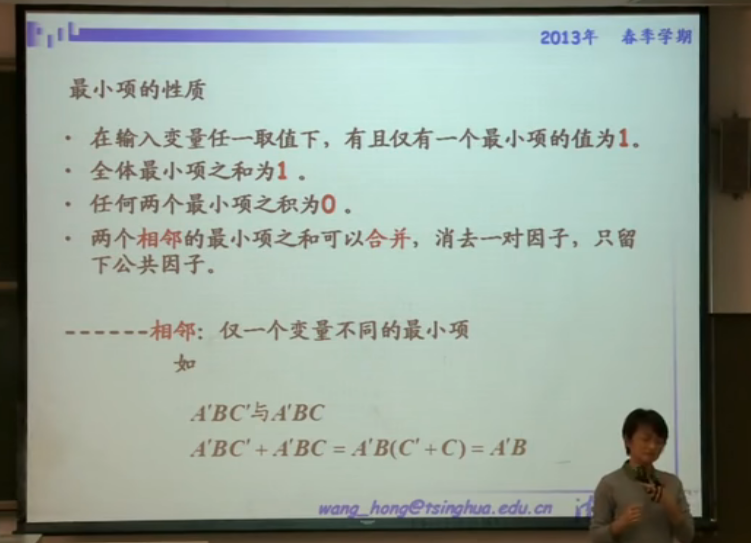 2013年 春季学期
最小项的性质
• 在输入变量任一取值下，有且仅有一个最小项的值为1。
• 全体最小项之和为1 。
• 任何两个最小项之积为0 。
• 两个相邻的最小项之和可以合并，消去一对因子，只留
下公共因子。
------相邻：仅一个变量不同的最小项
如
A′BC′与A′BC
A′BC′ + A′BC = A′B(C′ + C) = A′B
wang_hong@tsinghua.edu.cn